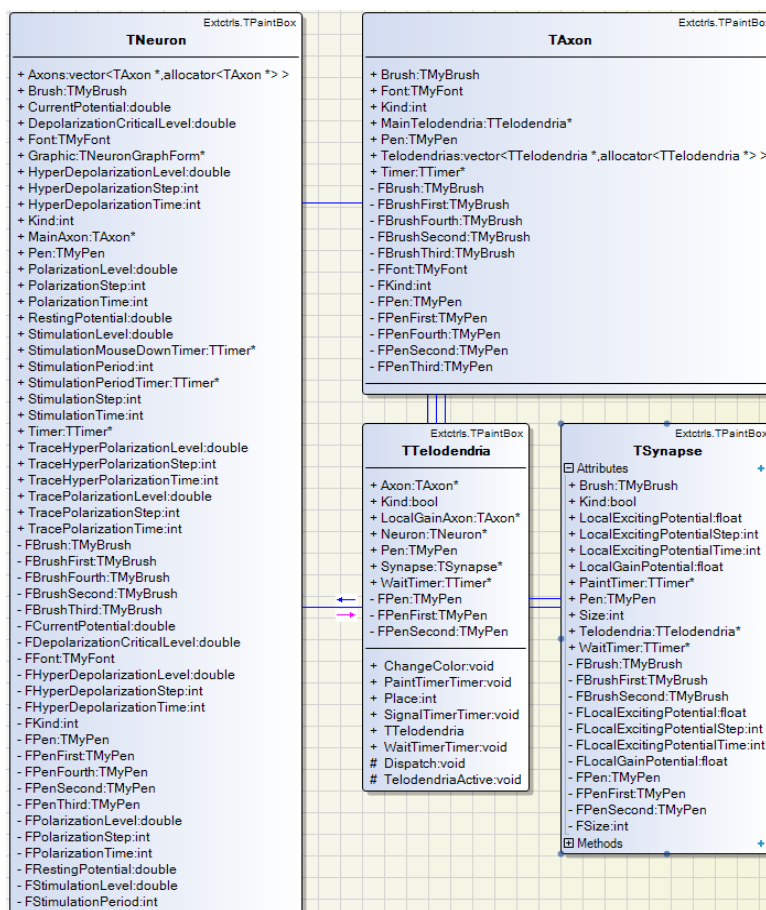 Extctrls.TPaintBox
TNeuron
+ Axons:vector<TAxon *,allocator<TAxon *> >
+ Brush:TMyBrush
+ CurrentPotential:double
+ DepolarizationCriticalLevel:double
+ Font:TMyFont
+ Graphic:TNeuronGraphForm*
+ HyperDepolarizationLevel:double
+ HyperDepolarizationStep:int
+ HyperDepolarizationTime:int
+ Kind:int
+ MainAxon:TAxon*
+ Pen:TMyPen
+ PolarizationLevel:double
+ PolarizationStep:int
+ PolarizationTime:int
+ RestingPotential:double
+ StimulationLevel:double
+ StimulationMouseDownTimer:TTimer*
+ StimulationPeriod:int
+ StimulationPeriodTimer:TTimer*
+ StimulationStep:int
+ StimulationTime:int
+ Timer:TTimer*
+ TraceHyperPolarizationLevel:double
+ TraceHyperPolarizationStep:int
+ TraceHyperPolarizationTime:int
+ TracePolarizationLevel:double
+ TracePolarizationStep:int
+ TracePolarizationTime:int
- FBrush:TMyBrush
- FBrushFirst:TMyBrush
- FBrushFourth:TMyBrush
- FBrushSecond:TMyBrush
- FBrushThird:TMyBrush
- FCurrentPotential:double
- FDepolarizationCriticalLevel:double
- FFont:TMyFont
- FHyperDepolarizationLevel:double
- FHyperDepolarizationStep:int
- FHyperDepolarizationTime:int
- FKind:int
- FPen:TMyPen
- FPenFirst:TMyPen
- FPenFourth:TMyPen
- FPenSecond:TMyPen
- FPenThird:TMyPen
- FPolarizationLevel:double
- FPolarizationStep:int
- FPolarizationTime:int
- FRestingPotential:double
- FStimulationLevel:double
- FStimulationPeriod:int
Extctrls.TPaintBox
TAxon
+ Brush:TMyBrush
+ Font:TMyFont
+ Kind:int
+ MainTelodendria:TTelodendria*
+ Pen:TMyPen
+ Telodendrias:vector<TTelodendria *,allocator<TTelodendria *> >
+ Timer:TTimer*
- FBrush:TMyBrush
- FBrushFirst:TMyBrush
- FBrushFourth:TMyBrush
- FBrushSecond:TMyBrush
- FBrushThird:TMyBrush
- FFont:TMyFont
- FKind:int
- FPen:TMyPen
- FPenFirst:TMyPen
- FPenFourth:TMyPen
- FPenSecond:TMyPen
- FPenThird:TMyPen
Extctrls.TPaintBox
TTelodendria
+ Axon:TAxon*
+ Kind:bool
+ LocalGainAxon:TAxon*
+ Neuron:TNeuron*
+ Pen:TMyPen
+ Synapse:TSynapse*
+ WaitTimer:TTimer*
- FPen:TMyPen
- FPenFirst:TMyPen
- FPenSecond:TMyPen
+ ChangeColor:void
+ PaintTimerTimer:void
+ Place:int
+ SignalTimerTimer:void
+ TTelodendria
+ WaitTimerTimer:void
# Dispatch:void
# TelodendriaActive:void
Extctrls.TPaintBox
TSynapse
Attributes
+ Brush:TMyBrush
+ Kind:bool
+ LocalExcitingPotential:float
+ LocalExcitingPotentialStep:int
+ LocalExcitingPotentialTime:int
+ LocalGainPotential:float
+ PaintTimer:TTimer*
+ Pen:TMyPen
+ Size:int
+ Telodendria:TTelodendria*
+ WaitTimer:TTimer*
- FBrush:TMyBrush
- FBrushFirst:TMyBrush
- FBrushSecond:TMyBrush
- FLocalExcitingPotential:float
- FLocalExcitingPotentialStep:int
- FLocalExcitingPotentialTime:int
- FLocalGainPotential:float
- FPen:TMyPen
- FPenFirst:TMyPen
- FPenSecond:TMyPen
- FSize:int
Methods